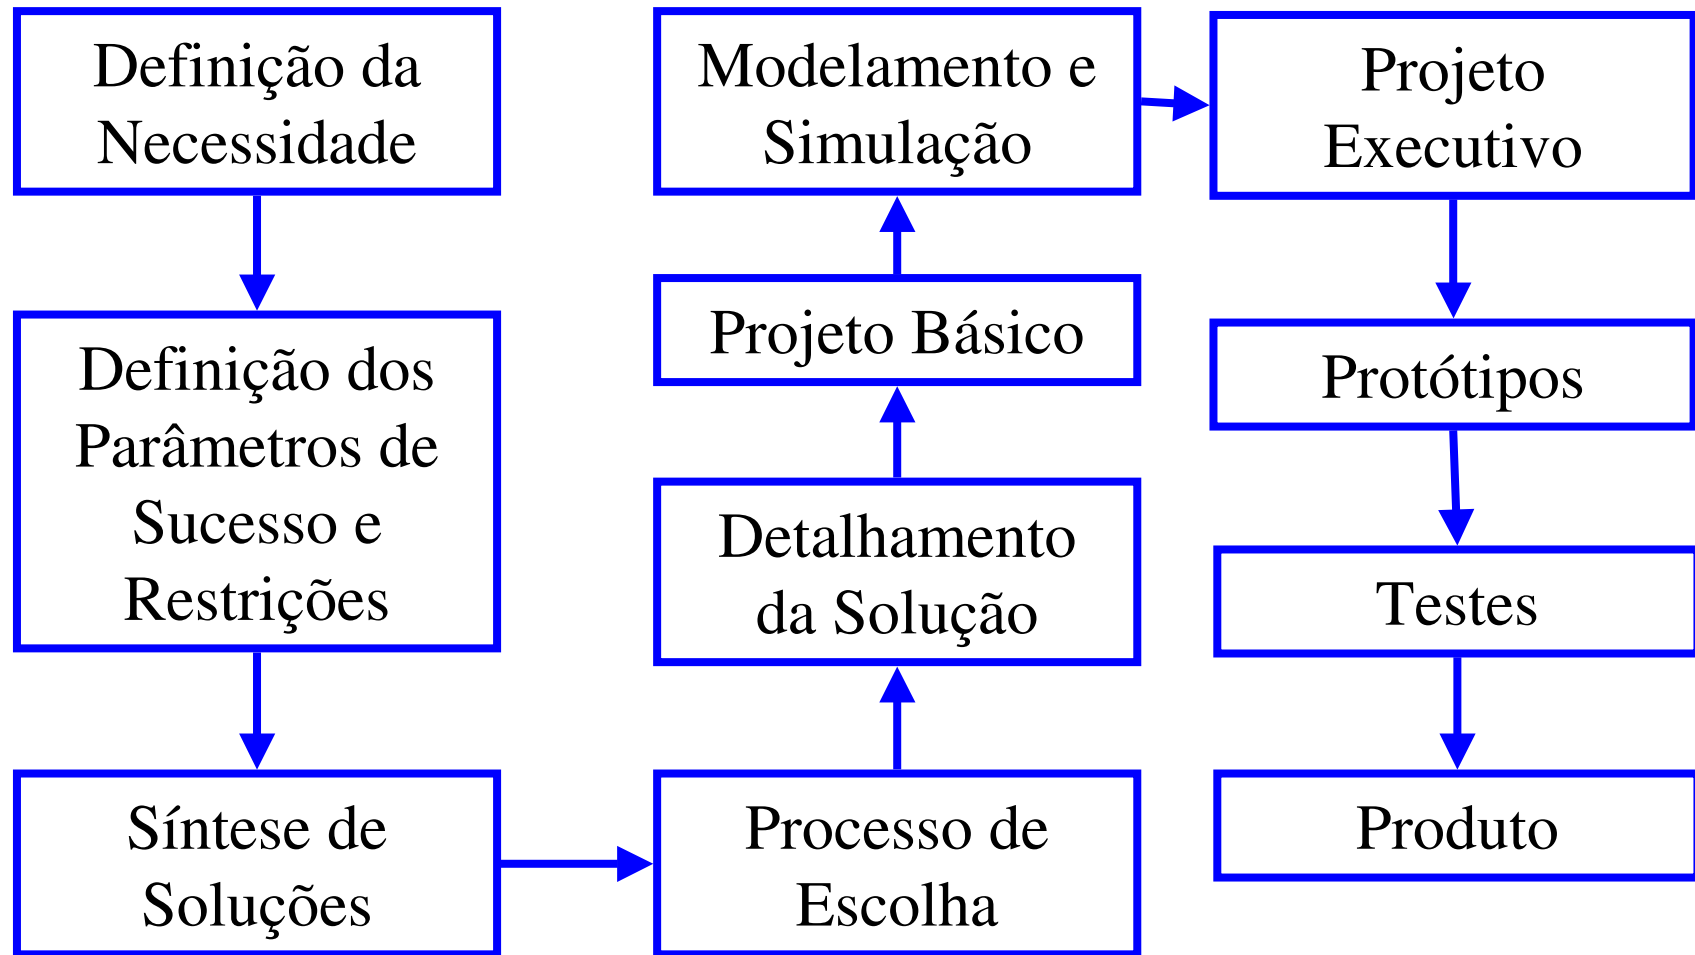 Definição da
Necessidade
Definição dos
Parâmetros de
Sucesso e
Restrições
Síntese de
Soluções
Processo de
Escolha
Detalhamento
da Solução
Projeto Básico
Modelamento e
Simulação
Projeto
Executivo
Protótipos
Testes
Produto